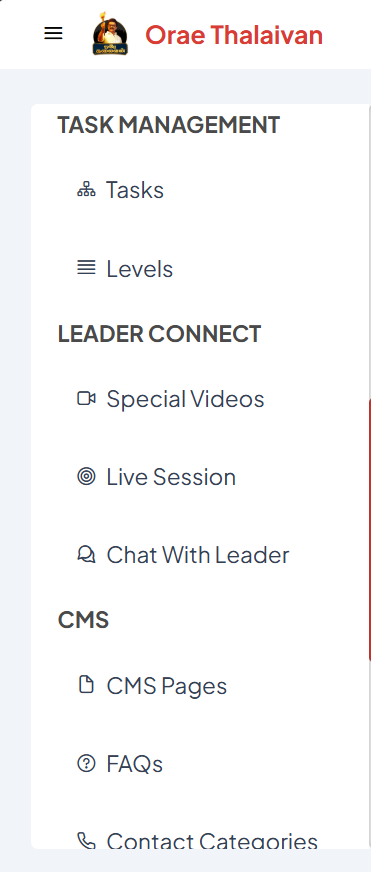 Orae Thalaivan
TASK MANAGEMENT
Tasks
Levels
LEADER CONNECT
Special Videos
Live Session
Chat With Leader
CMS
CMS Pages
FAQs
Contact Categories